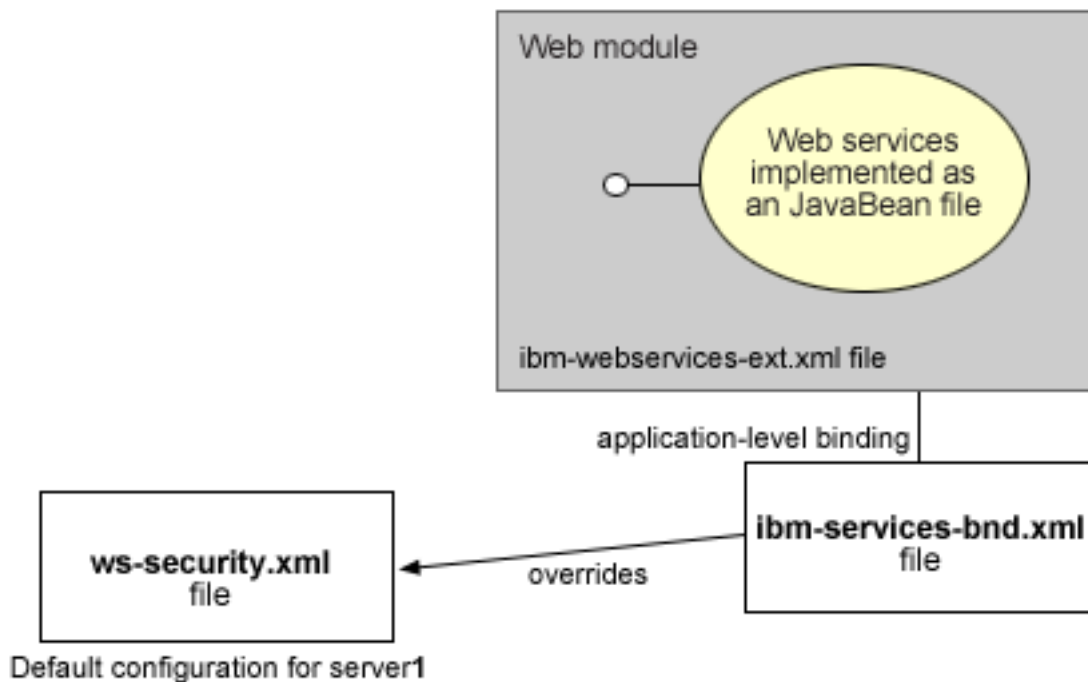 Web module
Web services
implemented as
an JavaBean file
ibm-webservices-ext.xml file
application-level binding
ibm-services-bnd.xml
file
overrides
ws-security.xml
file
Default configuration for server1